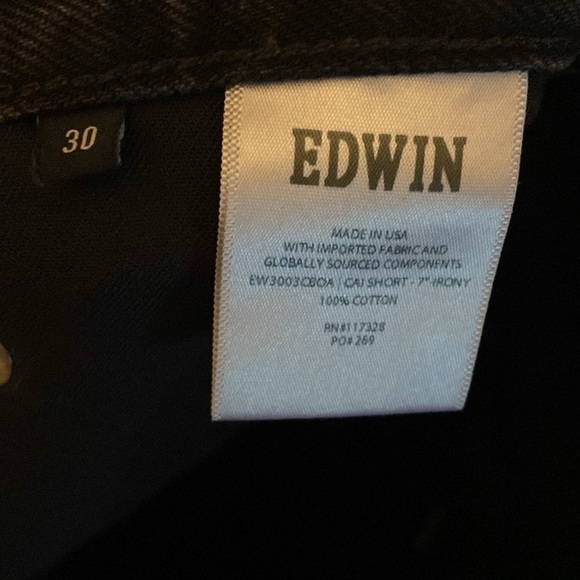 30
EDWIN
MADE IN USA
WITH IMPORTED FABRIC AND
GLOBALLY SOURCED COMPONENTS
EW3003CBOA | CAI SHORT - 7" IRONY
100% COTTON
RN#117328
PO# 269